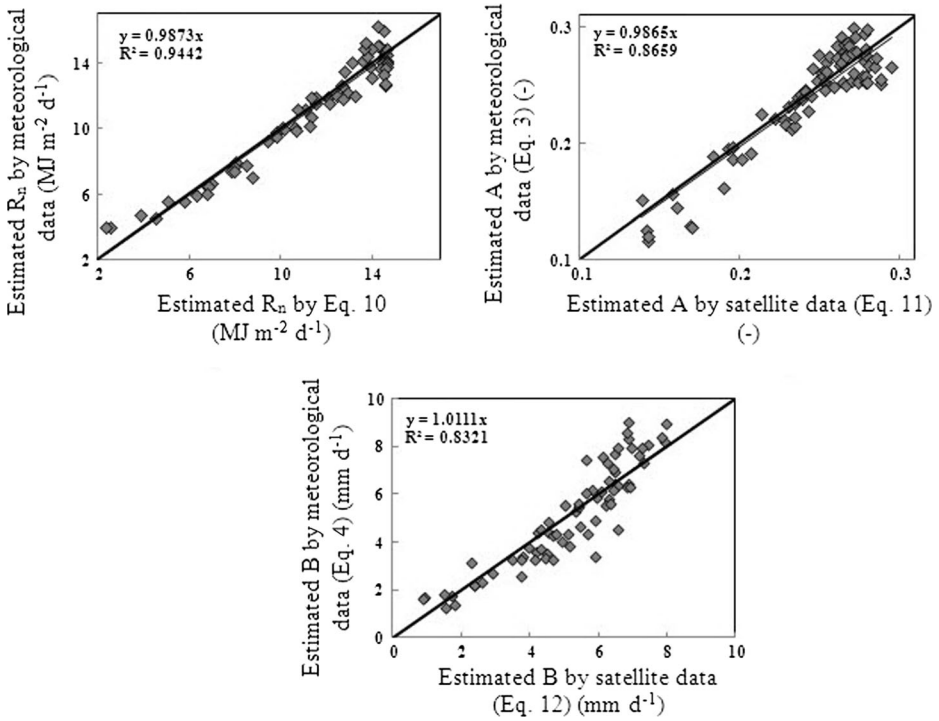 y = 0.9873x
R² = 0.9442
Estimated Rₙ by meteorological
data (MJ m⁻² d⁻¹)
14
10
6
2
2
6
10
14
Estimated Rₙ by Eq. 10
(MJ m⁻² d⁻¹)
y = 0.9865x
R² = 0.8659
Estimated A by meteorological
data (Eq. 3) (-)
0.3
0.2
0.1
0.1
0.2
0.3
Estimated A by satellite data (Eq. 11)
(-)
y = 1.0111x
R² = 0.8321
Estimated B by meteorological
data (Eq. 4) (mm d⁻¹)
10
8
6
4
2
0
0
2
4
6
8
10
Estimated B by satellite data
(Eq. 12) (mm d⁻¹)